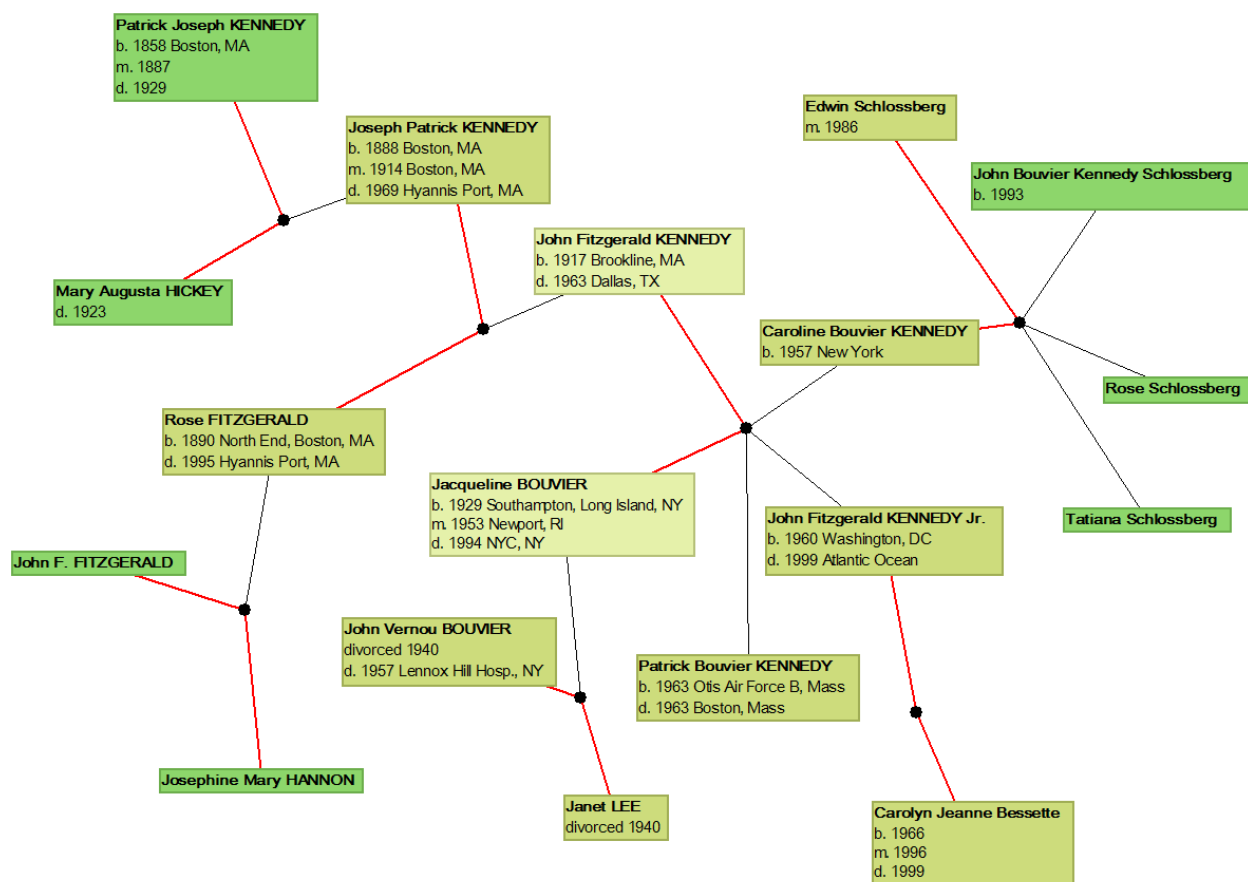 Patrick Joseph KENNEDY
b. 1858 Boston, MA
m. 1887
d. 1929
Edwin Schlossberg
m. 1986
Joseph Patrick KENNEDY
b. 1888 Boston, MA
m. 1914 Boston, MA
d. 1969 Hyannis Port, MA
John Bouvier Kennedy Schlossberg
b. 1993
John Fitzgerald KENNEDY
b. 1917 Brookline, MA
d. 1963 Dallas, TX
Mary Augusta HICKEY
d. 1923
Caroline Bouvier KENNEDY
b. 1957 New York
Rose Schlossberg
Rose FITZGERALD
b. 1890 North End, Boston, MA
d. 1995 Hyannis Port, MA
Jacqueline BOUVIER
b. 1929 Southampton, Long Island, NY
m. 1953 Newport, RI
d. 1994 NYC, NY
John Fitzgerald KENNEDY Jr.
b. 1960 Washington, DC
d. 1999 Atlantic Ocean
Tatiana Schlossberg
John F. FITZGERALD
John Vernou BOUVIER
divorced 1940
d. 1957 Lennox Hill Hosp., NY
Patrick Bouvier KENNEDY
b. 1963 Otis Air Force B, Mass
d. 1963 Boston, Mass
Josephine Mary HANNON
Janet LEE
divorced 1940
Carolyn Jeanne Bessette
b. 1966
m. 1996
d. 1999